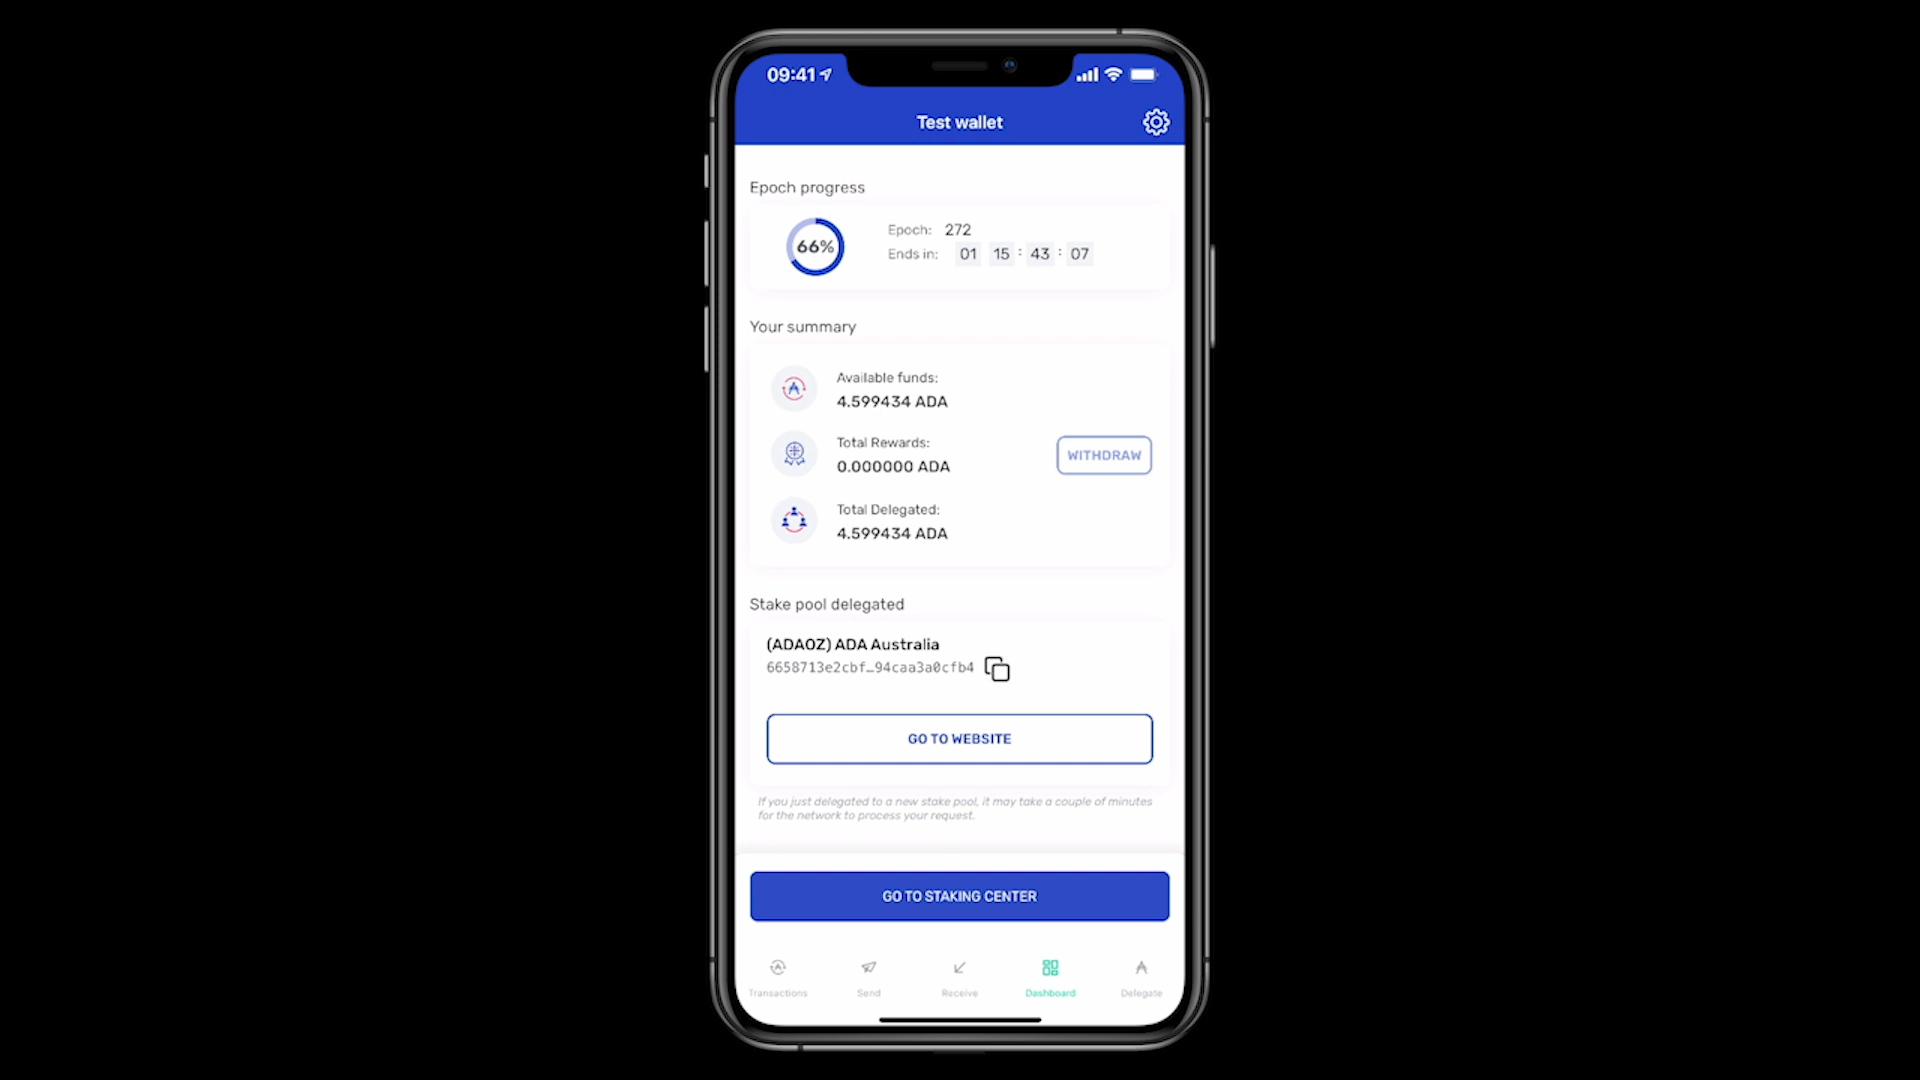 09:41
Test wallet
Epoch progress
66%
Epoch: 272
Ends in: 01 15 : 43 : 07
Your summary
Available funds:
4.599434 ADA
Total Rewards:
0.000000 ADA
WITHDRAW
Total Delegated:
4.599434 ADA
Stake pool delegated
(ADAOZ) ADA Australia
6658713e2cbf…94caa3a0cfb4
GO TO WEBSITE
If you just delegated to a new stake pool, it may take a couple of minutes
for the network to process your request.
GO TO STAKING CENTER
Transactions Send Receive Dashboard Delegate